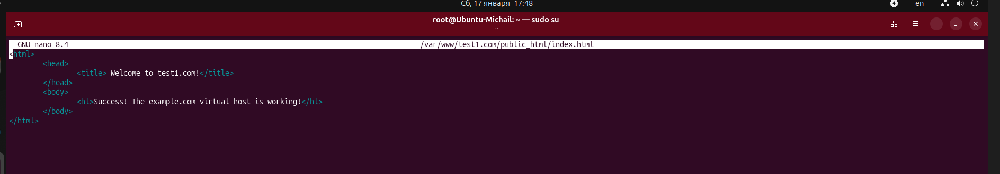 Сб, 17 января 17:48
en
root@Ubuntu-Michail: ~ — sudo su
~
GNU nano 8.4 /var/www/test1.com/public_html/index.html
<html>
<head>
<title> Welcome to test1.com!</title>
</head>
<body>
<hl>Success! The example.com virtual host is working!</hl>
</body>
</html>